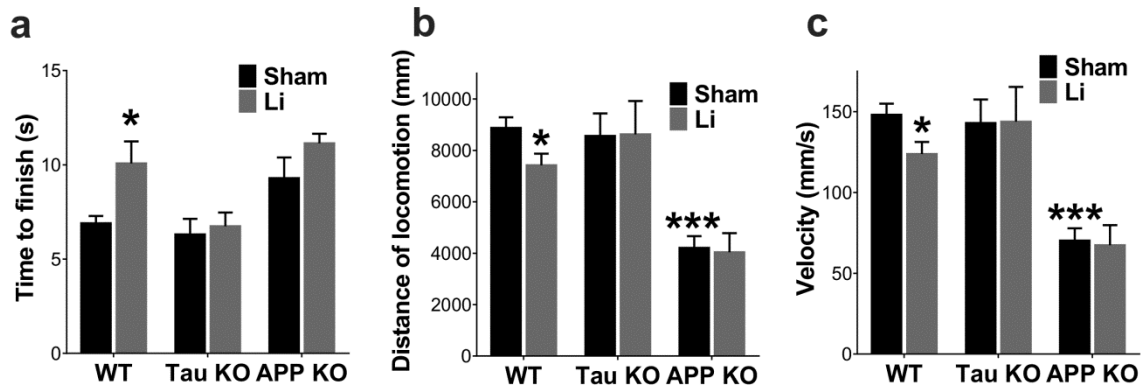 a
Time to finish (s)
15
10
5
0
Sham
Li
*
WT Tau KO APP KO
b
Distance of locomotion (mm)
10000
8000
6000
4000
2000
0
Sham
Li
*
***
WT Tau KO APP KO
c
Velocity (mm/s)
150
100
50
0
Sham
Li
*
***
WT Tau KO APP KO